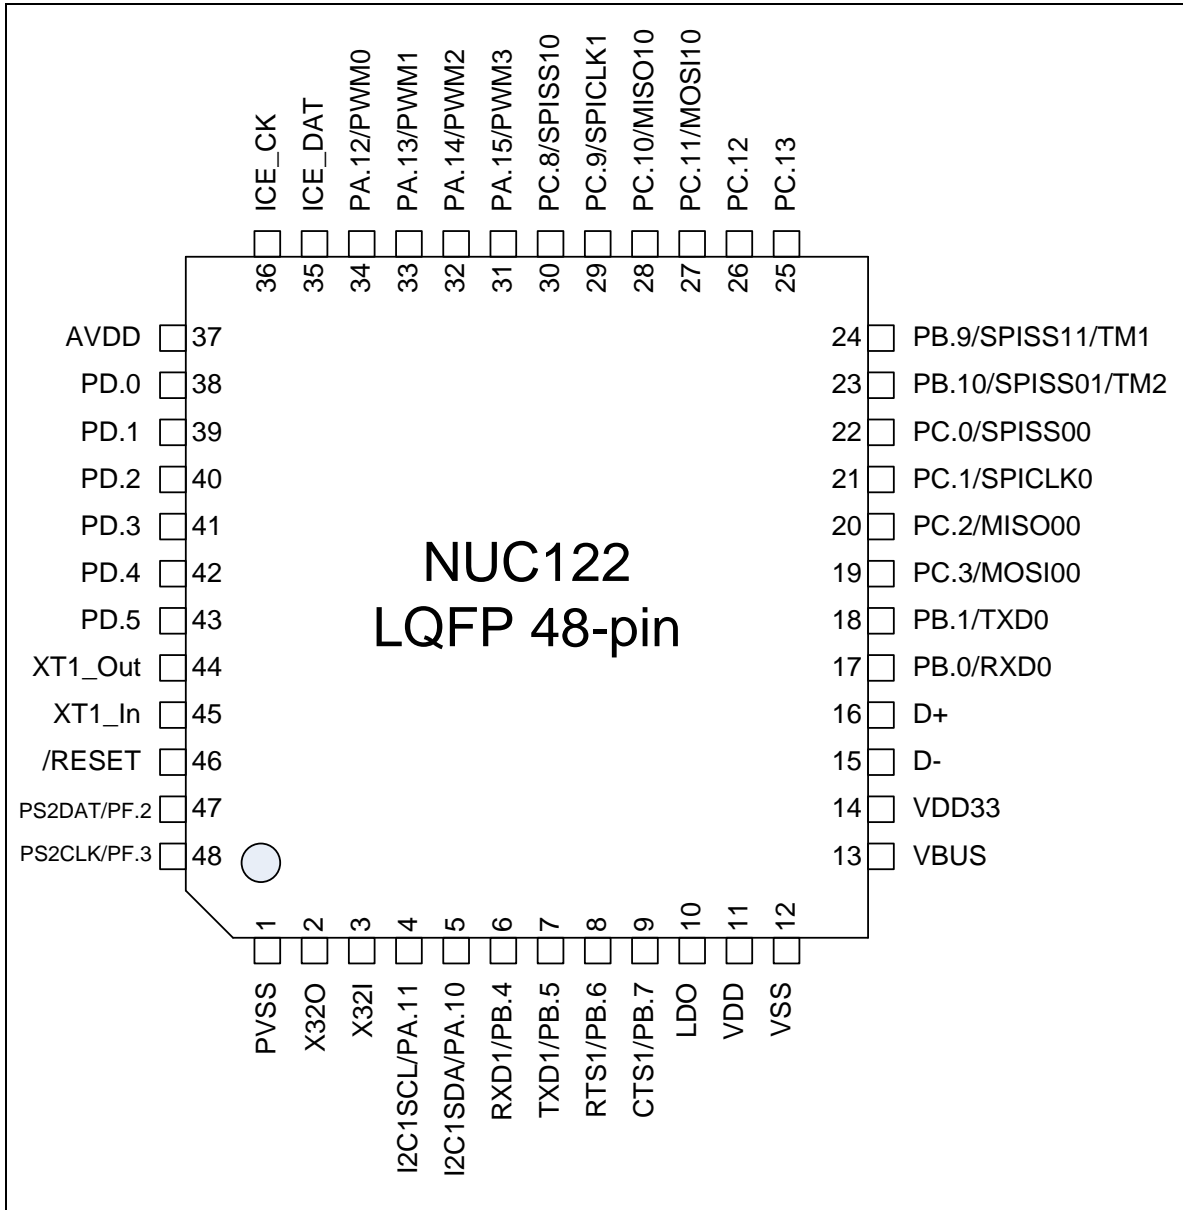 ICE_CK
ICE_DAT
PA.12/PWM0
PA.13/PWM1
PA.14/PWM2
PA.15/PWM3
PC.8/SPISS10
PC.9/SPICLK1
PC.10/MISO10
PC.11/MOSI10
PC.12
PC.13
36
35
34
33
32
31
30
29
28
27
26
25
AVDD 37
PD.0 38
PD.1 39
PD.2 40
PD.3 41
PD.4 42
PD.5 43
XT1_Out 44
XT1_In 45
/RESET 46
PS2DAT/PF.2 47
PS2CLK/PF.3 48
NUC122
LQFP 48-pin
24 PB.9/SPISS11/TM1
23 PB.10/SPISS01/TM2
22 PC.0/SPISS00
21 PC.1/SPICLK0
20 PC.2/MISO00
19 PC.3/MOSI00
18 PB.1/TXD0
17 PB.0/RXD0
16 D+
15 D-
14 VDD33
13 VBUS
1
2
3
4
5
6
7
8
9
10
11
12
PVSS
X32O
X32I
I2C1SCL/PA.11
I2C1SDA/PA.10
RXD1/PB.4
TXD1/PB.5
RTS1/PB.6
CTS1/PB.7
LDO
VDD
VSS